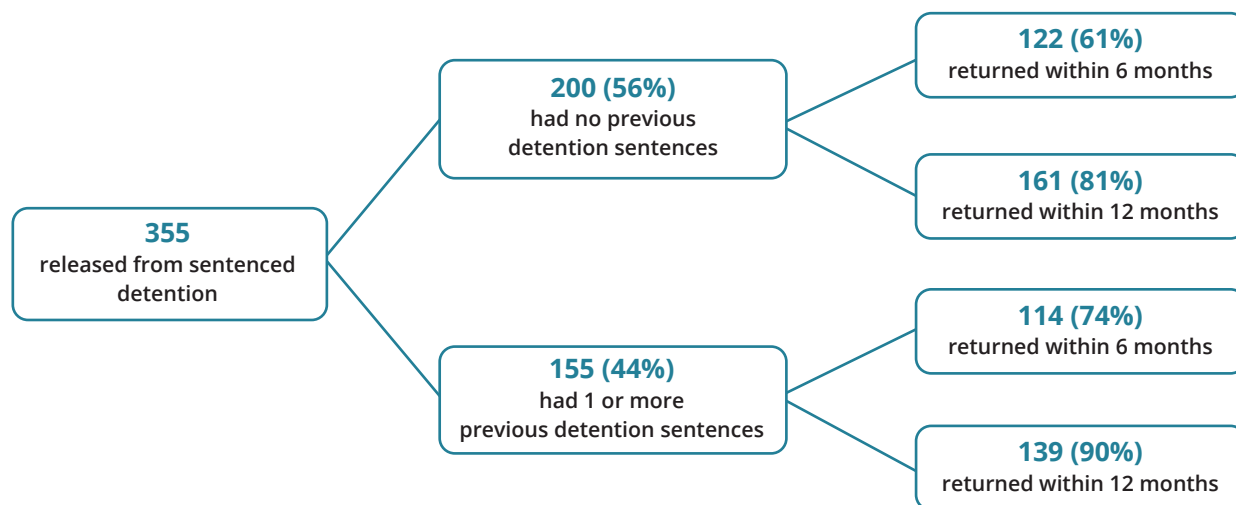 355
released from sentenced
detention
200 (56%)
had no previous
detention sentences
122 (61%)
returned within 6 months
161 (81%)
returned within 12 months
155 (44%)
had 1 or more
previous detention sentences
114 (74%)
returned within 6 months
139 (90%)
returned within 12 months